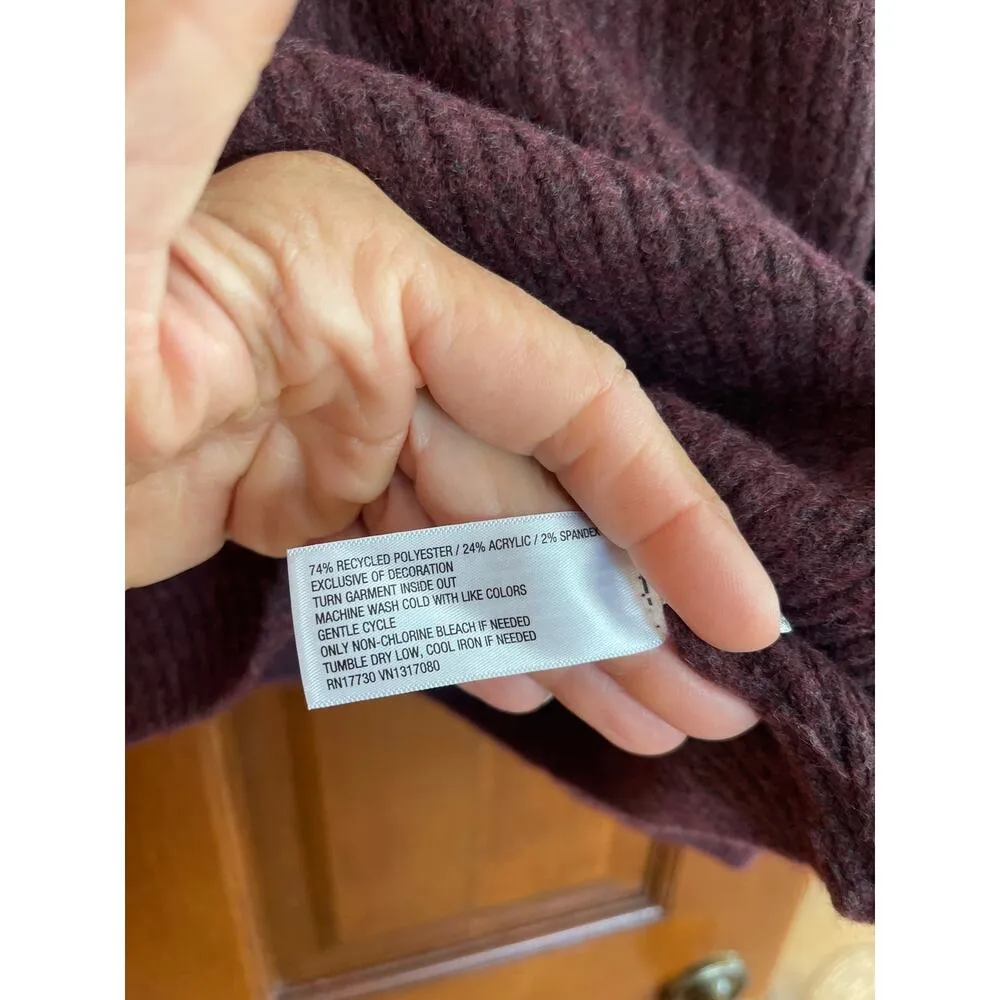 74% RECYCLED POLYESTER / 24% ACRYLIC / 2% SPANDEX
EXCLUSIVE OF DECORATION
TURN GARMENT INSIDE OUT
MACHINE WASH COLD WITH LIKE COLORS
GENTLE CYCLE
ONLY NON-CHLORINE BLEACH IF NEEDED
TUMBLE DRY LOW, COOL IRON IF NEEDED
RN17730 VN1317080